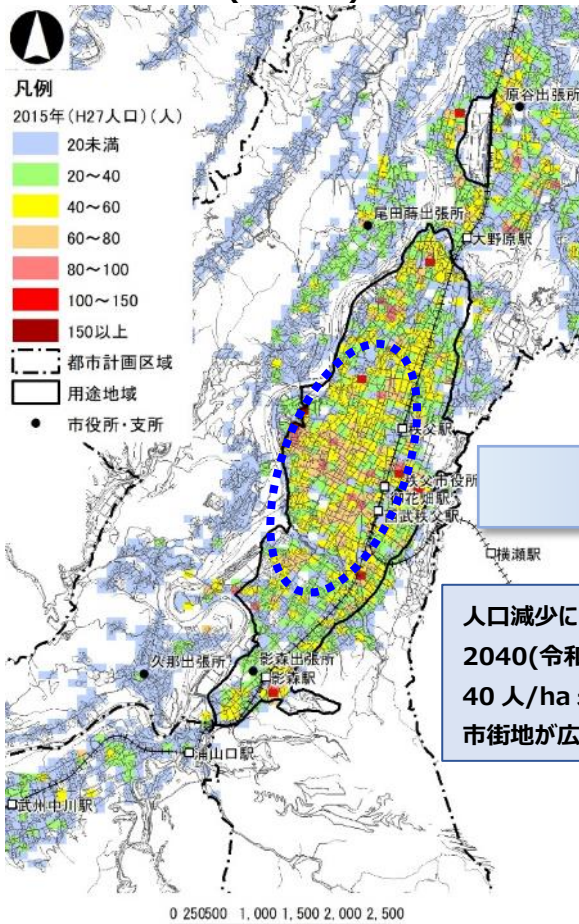 凡例
2015年(H27人口)(人)
20未満
20～40
40～60
60～80
80～100
100～150
150以上
都市計画区域
用途地域
市役所・支所
原谷出張所
尾田蒔出張所
大野原駅
秩父駅
秩父市役所
御花畑駅
西武秩父駅
横瀬駅
人口減少に
2040(令和
40 人/ha
市街地が広
久那出張所
影森出張所
影森駅
浦山口駅
武州中川駅
0 250500 1,000 1,500 2,000 2,500